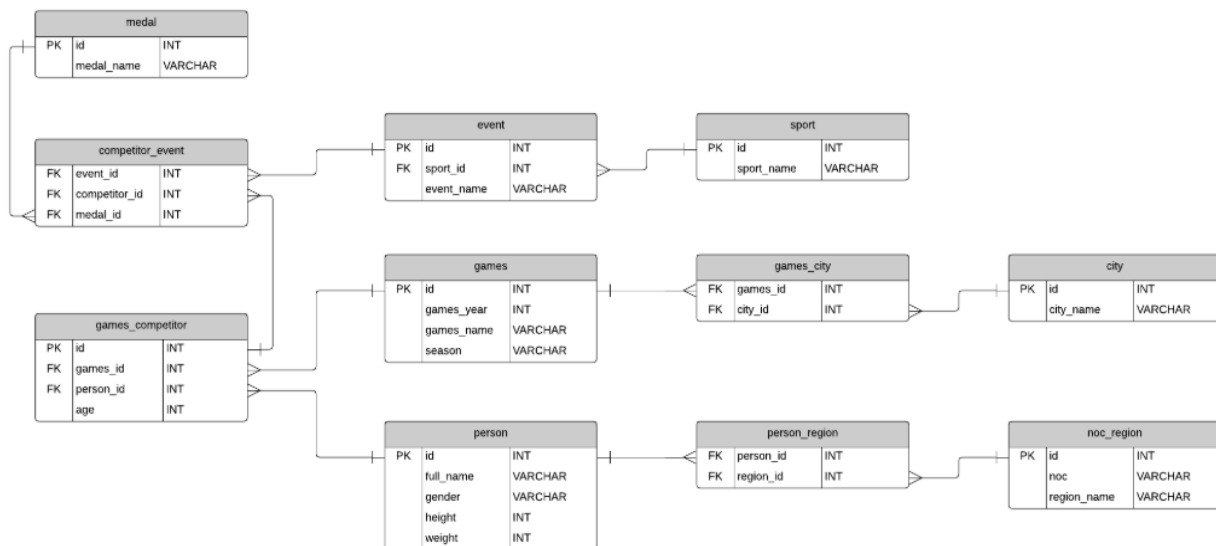 medal
PK id INT
medal_name VARCHAR
competitor_event
FK event_id INT
FK competitor_id INT
FK medal_id INT
event
PK id INT
FK sport_id INT
event_name VARCHAR
sport
PK id INT
sport_name VARCHAR
games_competitor
PK id INT
FK games_id INT
FK person_id INT
age INT
games
PK id INT
games_year INT
games_name VARCHAR
season VARCHAR
games_city
FK games_id INT
FK city_id INT
city
PK id INT
city_name VARCHAR
person
PK id INT
full_name VARCHAR
gender VARCHAR
height INT
weight INT
person_region
FK person_id INT
FK region_id INT
noc_region
PK id INT
noc VARCHAR
region_name VARCHAR